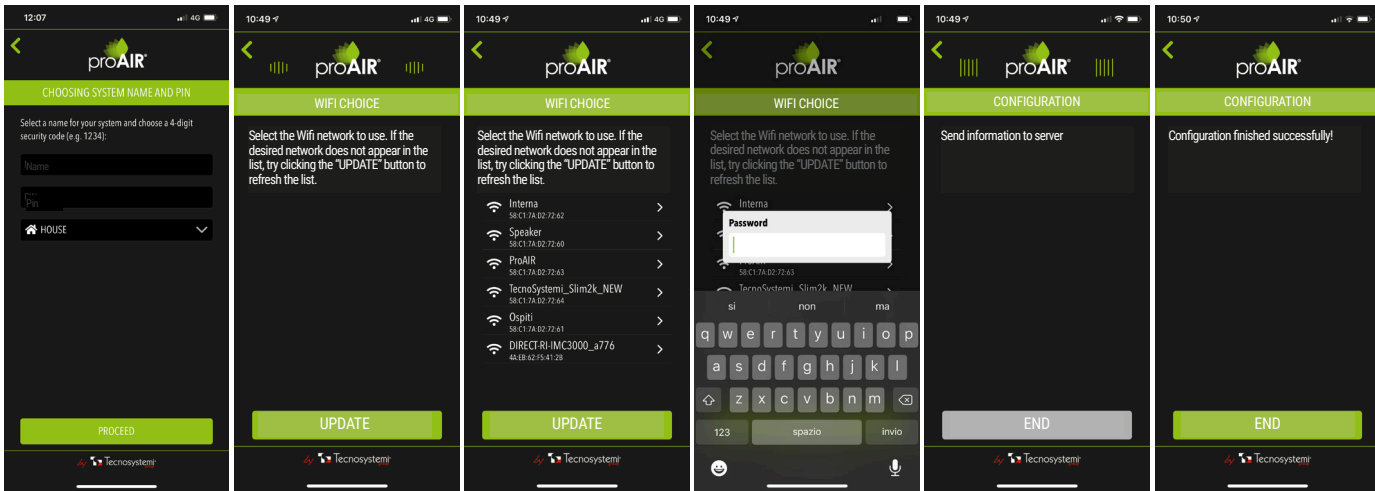 12:07
4G
proAIR®
CHOOSING SYSTEM NAME AND PIN
Select a name for your system and choose a 4-digit
security code (e.g. 1234):
Name
Pin
HOUSE
PROCEED
by Tecnosystemi
10:49
4G
proAIR®
WIFI CHOICE
Select the Wifi network to use. If the
desired network does not appear in the
list, try clicking the “UPDATE” button to
refresh the list.
UPDATE
by Tecnosystemi
10:49
4G
proAIR®
WIFI CHOICE
Select the Wifi network to use. If the
desired network does not appear in the
list, try clicking the “UPDATE” button to
refresh the list.
Interna
58:C1:7A:D2:72:62
Speaker
58:C1:7A:D2:72:60
ProAIR
58:C1:7A:D2:72:63
TecnoSystemi_Slim2k_NEW
58:C1:7A:D2:72:64
Ospiti
58:C1:7A:D2:72:61
DIRECT-RI-IMC3000_a776
4A:EB:62:F5:41:2B
UPDATE
by Tecnosystemi
10:49
proAIR®
WIFI CHOICE
Select the Wifi network to use. If the
desired network does not appear in the
list, try clicking the “UPDATE” button to
refresh the list.
Interna
Password
58:C1:7A:D2:72:63
TecnoSystemi_Slim2k_NEW
si non ma
q w e r t y u i o p
a s d f g h j k l
z x c v b n m
123 spazio invio
10:49
proAIR®
CONFIGURATION
Send information to server
END
by Tecnosystemi
10:50
proAIR®
CONFIGURATION
Configuration finished successfully!
END
by Tecnosystemi